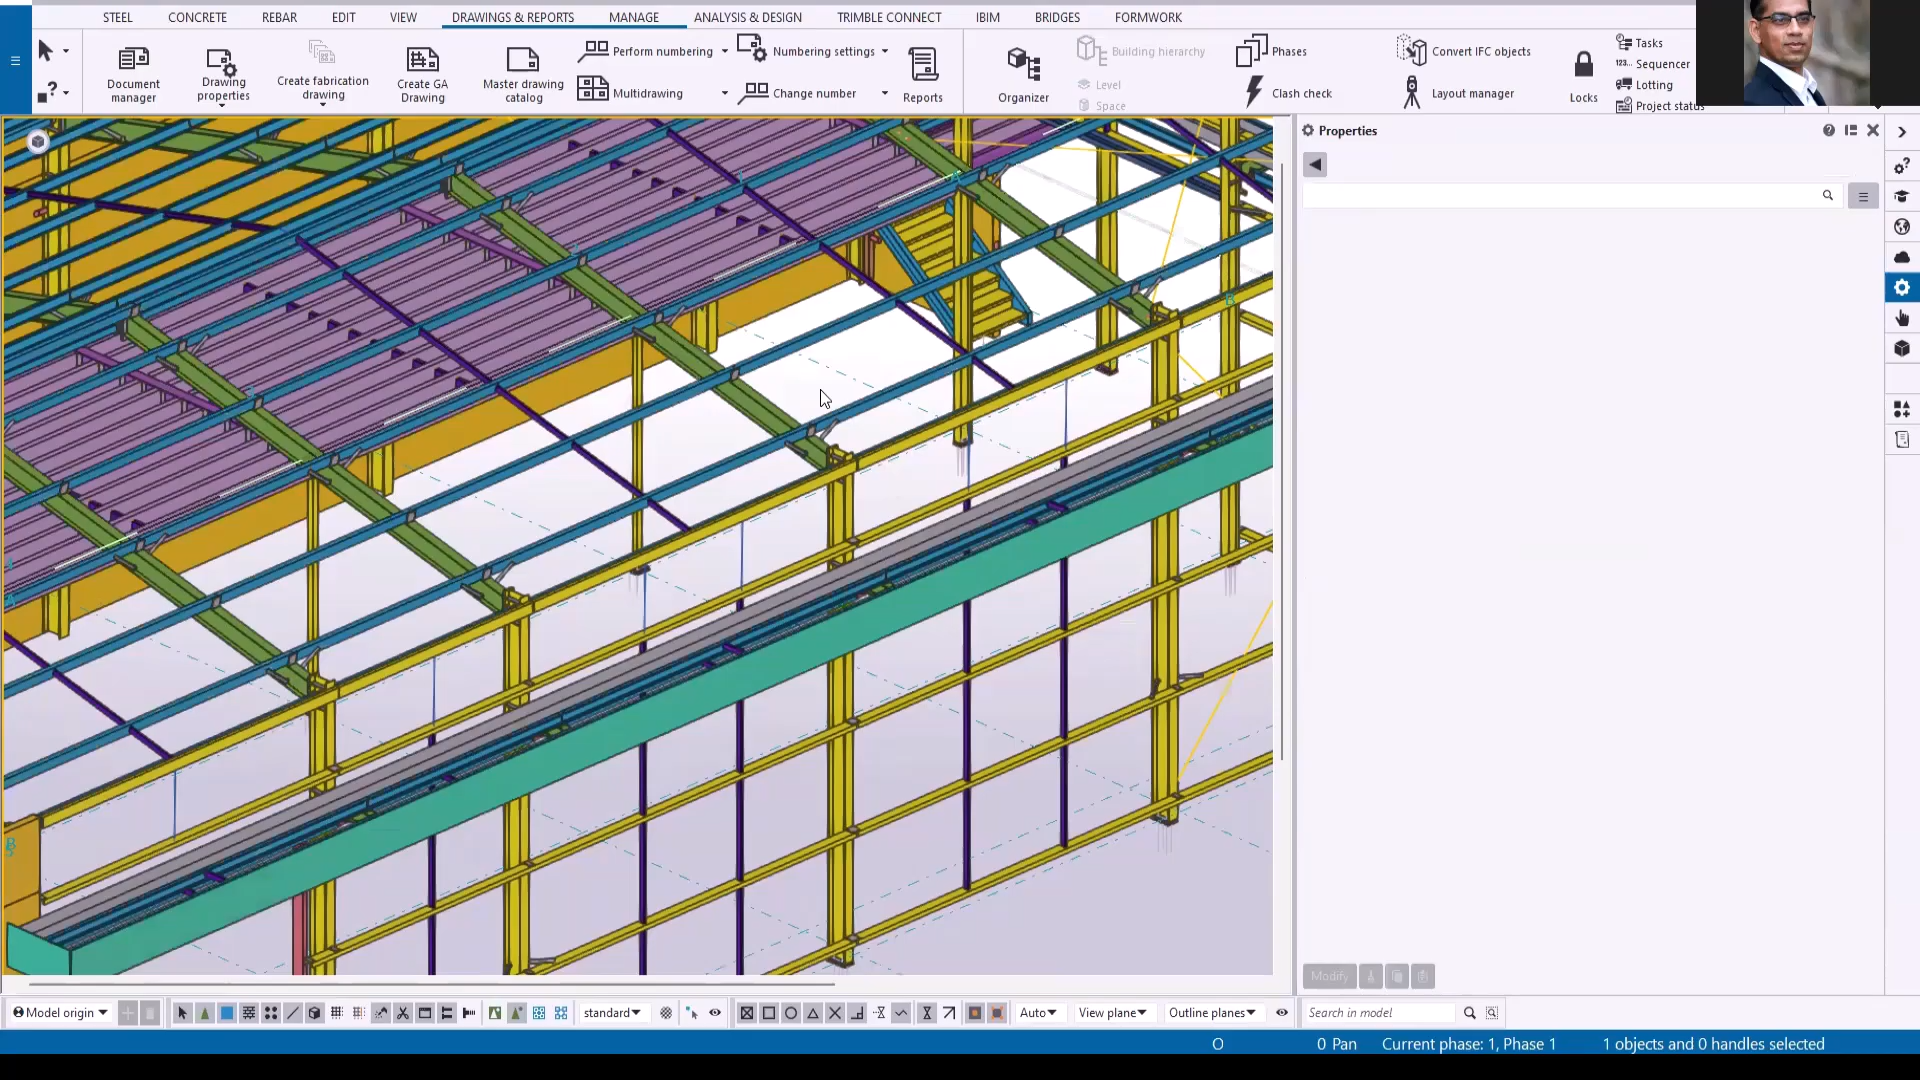 STEEL CONCRETE REBAR EDIT VIEW DRAWINGS & REPORTS MANAGE ANALYSIS & DESIGN TRIMBLE CONNECT IBIM BRIDGES FORMWORK
Document manager
Drawing properties
Create fabrication drawing
Create GA Drawing
Master drawing catalog
Perform numbering
Multidrawing
Numbering settings
Change number
Reports
Organizer
Building hierarchy
Level
Space
Phases
Clash check
Convert IFC objects
Layout manager
Locks
Tasks
123... Sequencer
Lotting
Project status
Properties
A
B
B
Modify
Model origin
standard
Auto
View plane
Outline planes
Search in model
O
0 Pan
Current phase: 1, Phase 1
1 objects and 0 handles selected